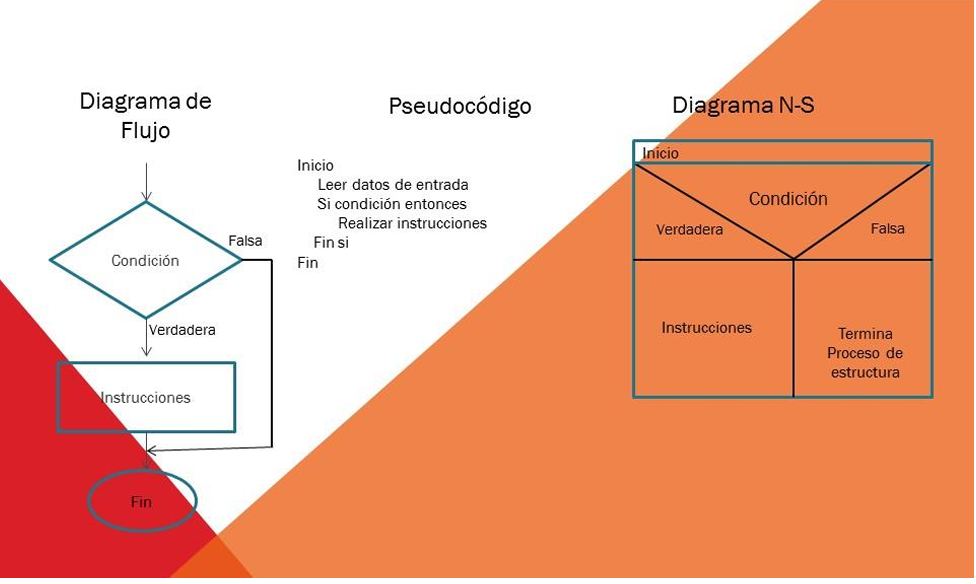 Diagrama de
Flujo
Condición
Falsa
Verdadera
Instrucciones
Fin
Pseudocódigo
Inicio
Leer datos de entrada
Si condición entonces
Realizar instrucciones
Fin si
Fin
Diagrama N-S
Inicio
Condición
Verdadera
Falsa
Instrucciones
Termina
Proceso de
estructura